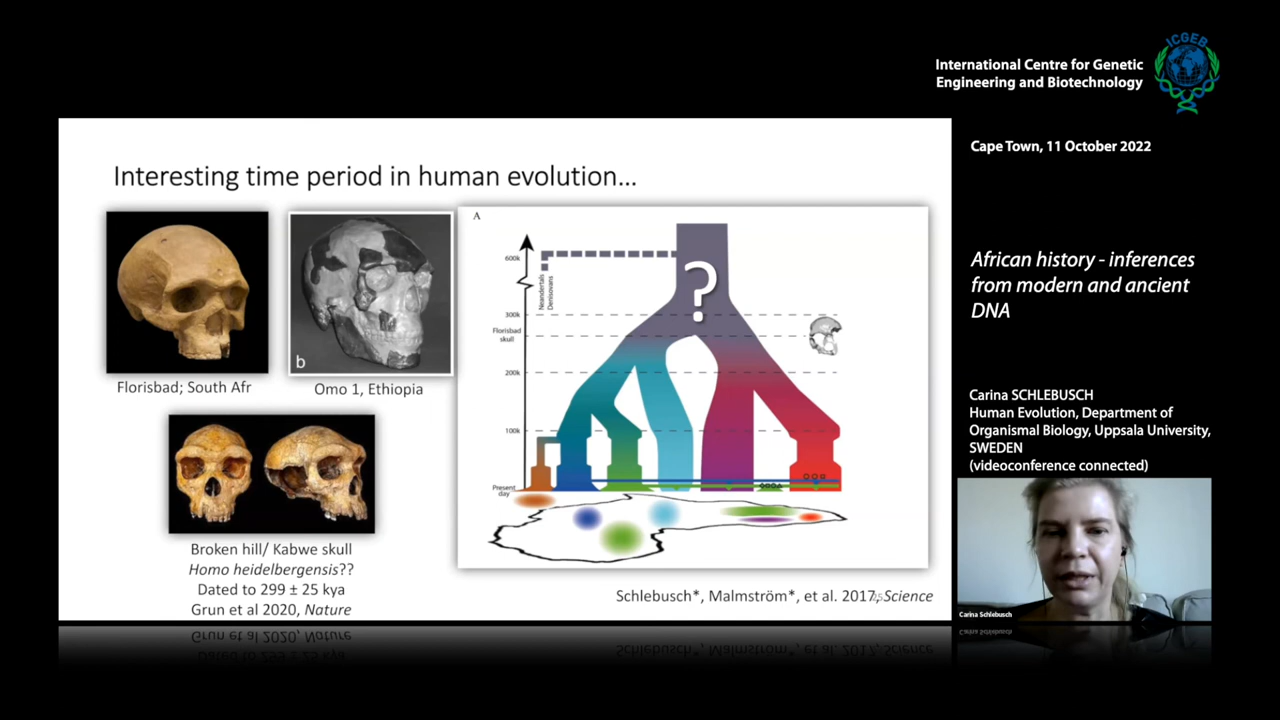 ICGEB
International Centre for Genetic
Engineering and Biotechnology
Cape Town, 11 October 2022
African history - inferences
from modern and ancient
DNA
Carina SCHLEBUSCH
Human Evolution, Department of
Organismal Biology, Uppsala University,
SWEDEN
(videoconference connected)
Carina Schlebusch
Interesting time period in human evolution...
Florisbad; South Afr
b
Omo 1, Ethiopia
Broken hill/ Kabwe skull
Homo heidelbergensis??
Dated to 299 ± 25 kya
Grun et al 2020, Nature
A
600k
Neandertals
Denisovans
?
300k
Florisbad
skull
200k
100k
Present
day
Schlebusch*, Malmström*, et al. 2017, Science